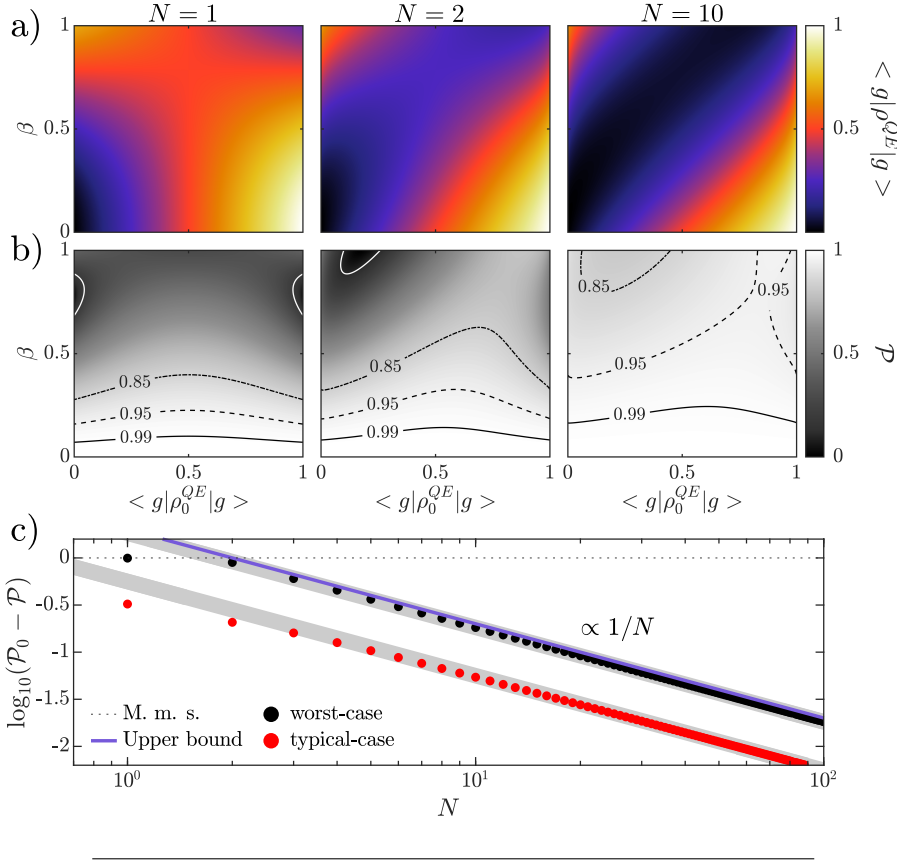 a) N = 1 N = 2 N = 10
1
0.5
0
β
1
0.5
0
< g|ρ^{QE}|g >
b)
1
0.5
0
β
0.85
0.95
0.99
0.85
0.95
0.99
0.85
0.95
0.95
0.99
1
0.5
0
𝒫
0 0.5 1 0 0.5 1 0 0.5 1
< g|ρ_0^{QE}|g > < g|ρ_0^{QE}|g > < g|ρ_0^{QE}|g >
c)
log_{10}(𝒫_0 − 𝒫)
0
-0.5
-1
-1.5
-2
∝ 1/N
M. m. s.
Upper bound
worst-case
typical-case
10^0 10^1 10^2
N